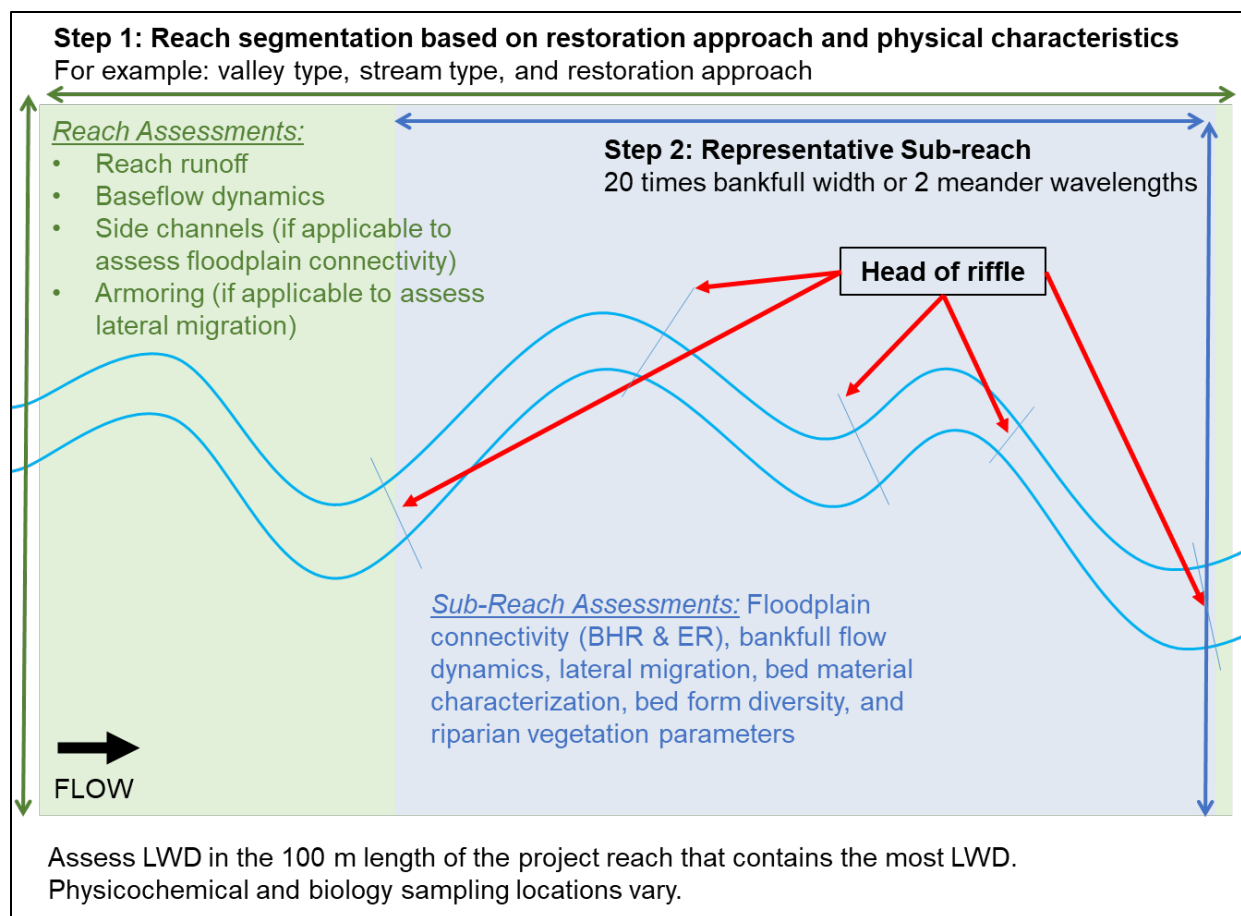 Step 1: Reach segmentation based on restoration approach and physical characteristics
For example: valley type, stream type, and restoration approach
Reach Assessments:
• Reach runoff
• Baseflow dynamics
• Side channels (if applicable to
assess floodplain connectivity)
• Armoring (if applicable to assess
lateral migration)
Step 2: Representative Sub-reach
20 times bankfull width or 2 meander wavelengths
Head of riffle
Sub-Reach Assessments: Floodplain
connectivity (BHR & ER), bankfull flow
dynamics, lateral migration, bed material
characterization, bed form diversity, and
riparian vegetation parameters
FLOW
Assess LWD in the 100 m length of the project reach that contains the most LWD.
Physicochemical and biology sampling locations vary.